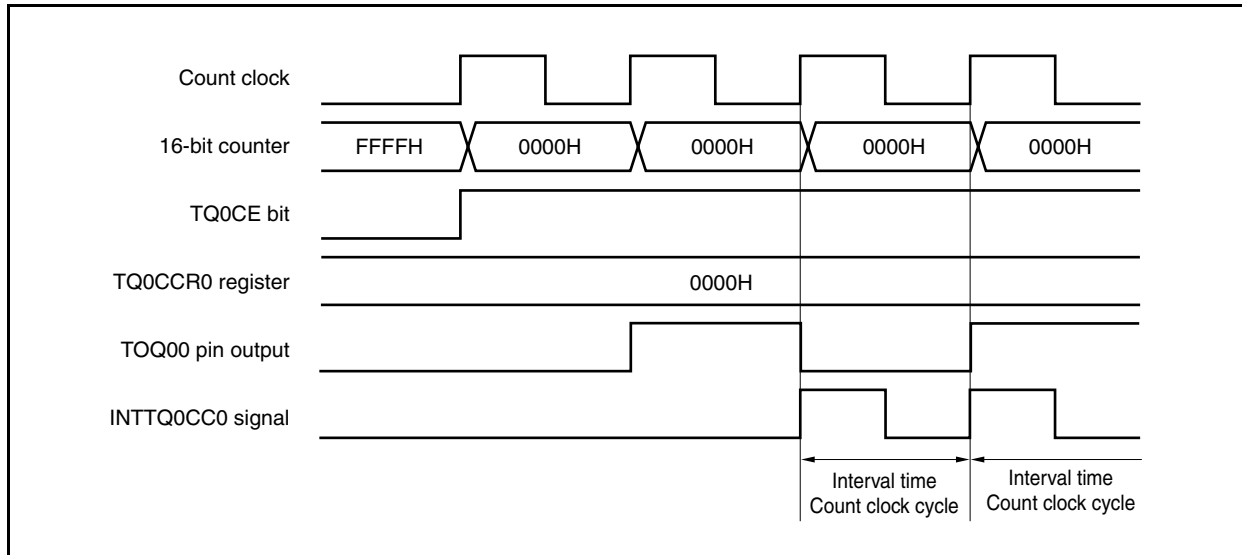 Count clock
16-bit counter
FFFFH
0000H
0000H
0000H
0000H
TQ0CE bit
TQ0CCR0 register
0000H
TOQ00 pin output
INTTQ0CC0 signal
Interval time
Count clock cycle
Interval time
Count clock cycle